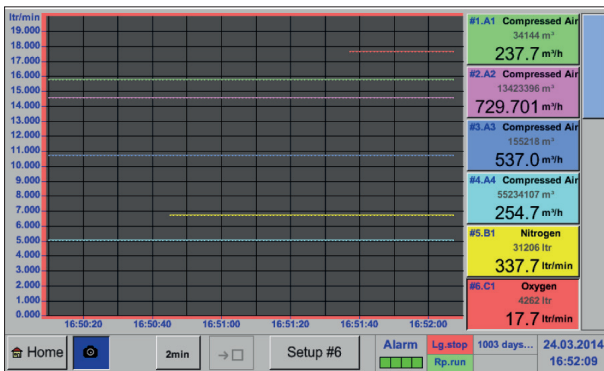 ltr/min
19.000
18.000
17.000
16.000
15.000
14.000
13.000
12.000
11.000
10.000
9.000
8.000
7.000
6.000
5.000
4.000
3.000
2.000
1.000
0.000
16:50:20 16:50:40 16:51:00 16:51:20 16:51:40 16:52:00
#1.A1 Compressed Air
34144 m³
237.7 m³/h
#2.A2 Compressed Air
13423396 m³
729.701 m³/h
#3.A3 Compressed Air
155218 m³
537.0 m³/h
#4.A4 Compressed Air
55234107 m³
254.7 m³/h
#5.B1 Nitrogen
31206 ltr
337.7 ltr/min
#6.C1 Oxygen
4262 ltr
17.7 ltr/min
Home 2min Setup #6
Alarm Lg.stop 1003 days... 24.03.2014
Rp.run 16:52:09